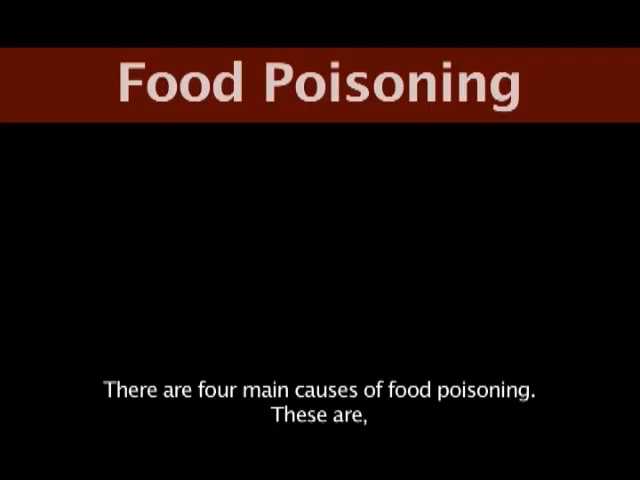 Food Poisoning
There are four main causes of food poisoning.
These are,